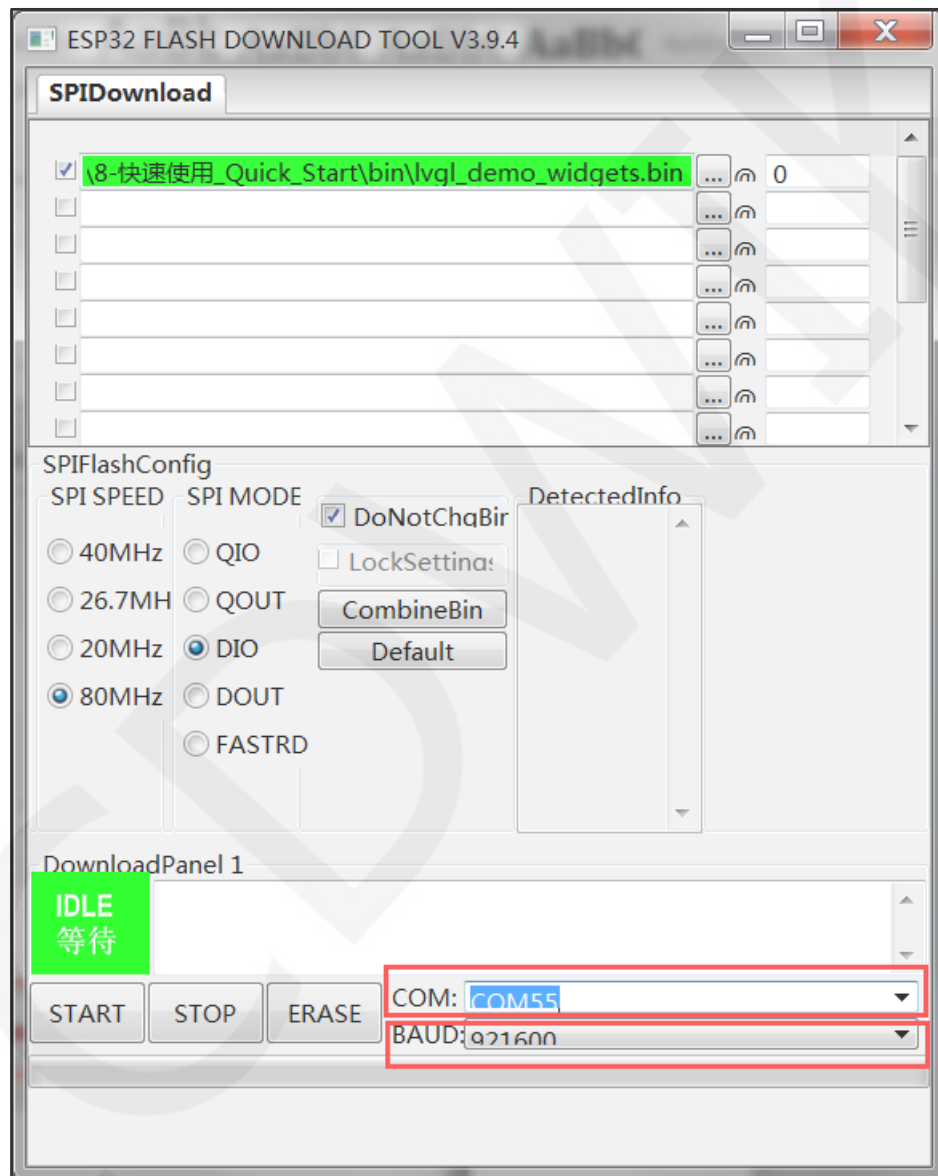 ESP32 FLASH DOWNLOAD TOOL V3.9.4
SPIDownload
\8-快速使用_Quick_Start\bin\lvgl_demo_widgets.bin ... @ 0
... @
... @
... @
... @
... @
... @
... @
SPIFlashConfig
SPI SPEED SPI MODE DetectedInfo
DoNotChgBin
40MHz QIO LockSettings
26.7MH QOUT CombineBin
20MHz DIO Default
80MHz DOUT
FASTRD
DownloadPanel 1
IDLE
等待
START STOP ERASE COM: COM55
BAUD: 921600